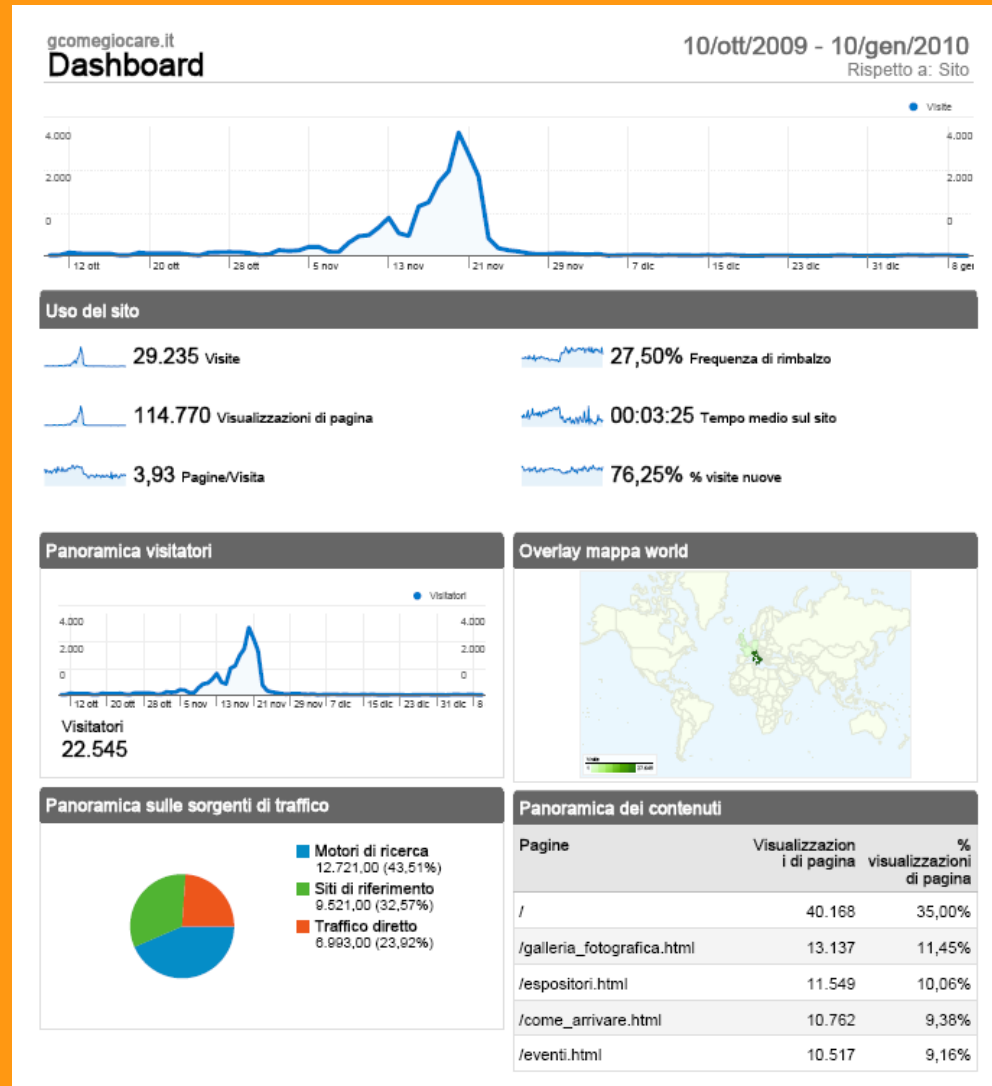 gcomegiocare.it
Dashboard
10/ott/2009 - 10/gen/2010
Rispetto a: Sito
Visite
4.000 4.000
2.000 2.000
0 0
12 ott 20 ott 28 ott 5 nov 13 nov 21 nov 29 nov 7 dic 15 dic 23 dic 31 dic 8 ge
Uso del sito
29.235 Visite
27,50% Frequenza di rimbalzo
114.770 Visualizzazioni di pagina
00:03:25 Tempo medio sul sito
3,93 Pagine/Visita
76,25% % visite nuove
Panoramica visitatori
Visitatori
4.000 4.000
2.000 2.000
0 0
12 ott 20 ott 28 ott 5 nov 13 nov 21 nov 29 nov 7 dic 15 dic 23 dic 31 dic 8
Visitatori
22.545
Overlay mappa world
Panoramica sulle sorgenti di traffico
Motori di ricerca
12.721,00 (43,51%)
Siti di riferimento
9.521,00 (32,57%)
Traffico diretto
6.993,00 (23,92%)
Panoramica dei contenuti
Pagine Visualizzazion %
i di pagina visualizzazioni
di pagina
/ 40.168 35,00%
/galleria_fotografica.html 13.137 11,45%
/espositori.html 11.549 10,06%
/come_arrivare.html 10.762 9,38%
/eventi.html 10.517 9,16%